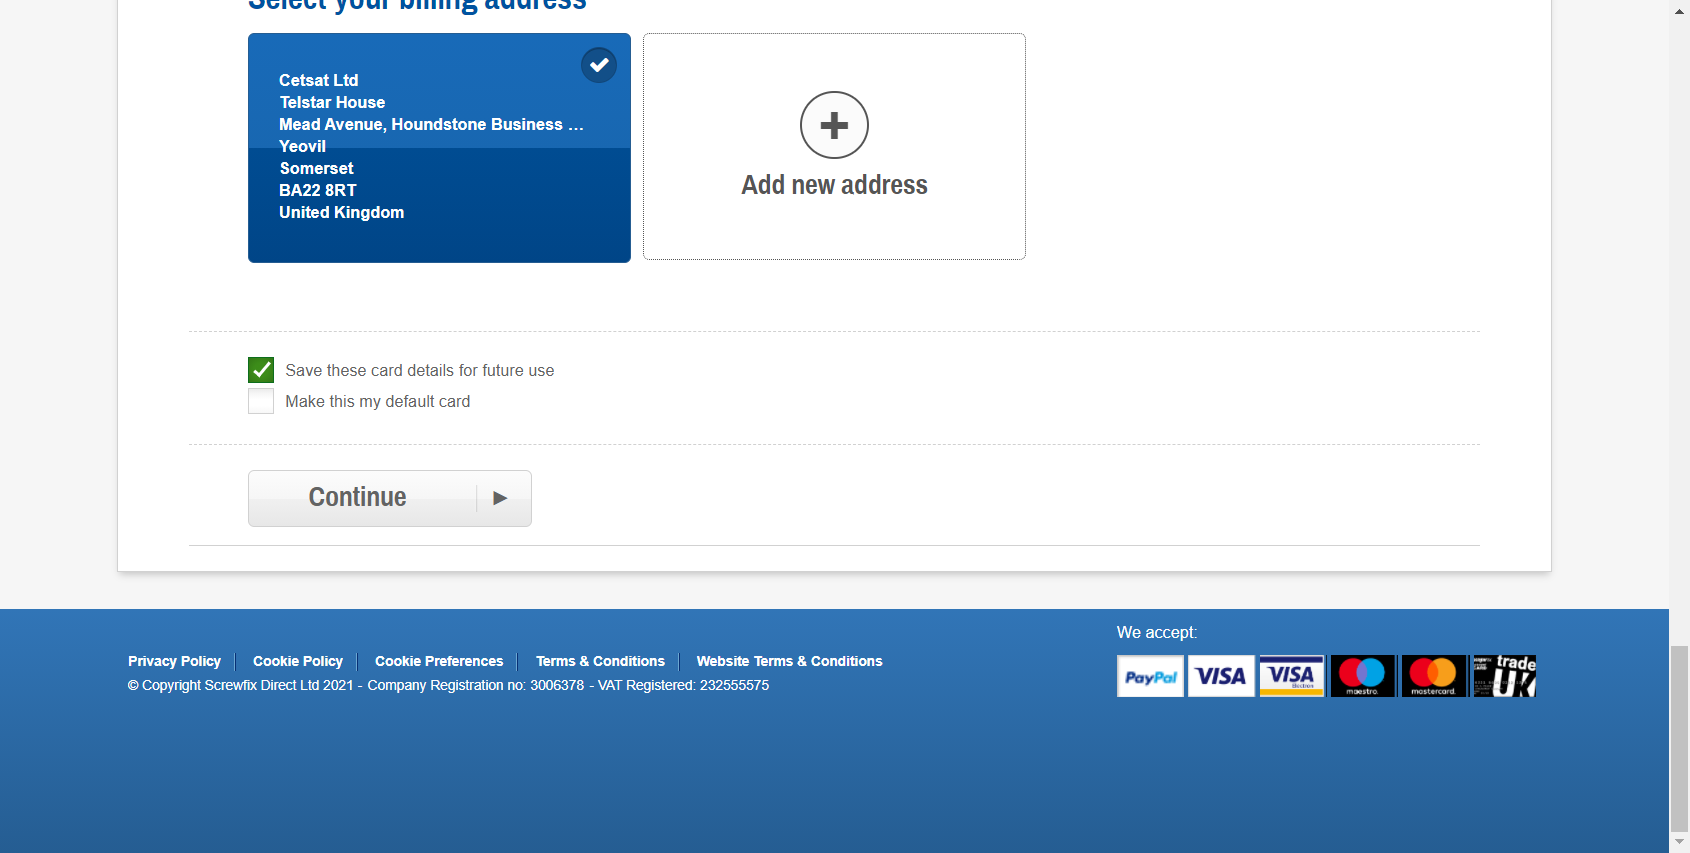 Select your billing address
Cetsat Ltd
Telstar House
Mead Avenue, Houndstone Business ...
Yeovil
Somerset
BA22 8RT
United Kingdom
Add new address
Save these card details for future use
Make this my default card
Continue
We accept:
PayPal VISA VISA Electron maestro. mastercard. trade UK
Privacy Policy Cookie Policy Cookie Preferences Terms & Conditions Website Terms & Conditions
© Copyright Screwfix Direct Ltd 2021 - Company Registration no: 3006378 - VAT Registered: 232555575